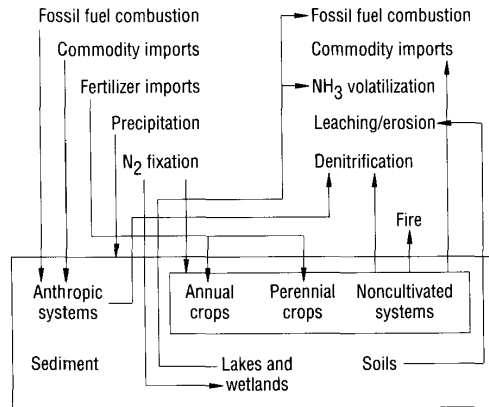 Fossil fuel combustion
Commodity imports
Fertilizer imports
Precipitation
N2 fixation
Fossil fuel combustion
Commodity imports
NH3 volatilization
Leaching/erosion
Denitrification
Fire
Anthropic
systems
Annual
crops
Perennial
crops
Noncultivated
systems
Sediment
Lakes and
wetlands
Soils